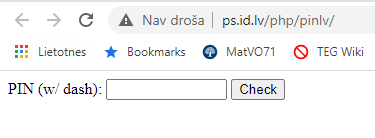 Nav droša ps.id.lv/php/pinlv/
Lietotnes Bookmarks MatVO71 TEG Wiki
PIN (w/ dash): Check